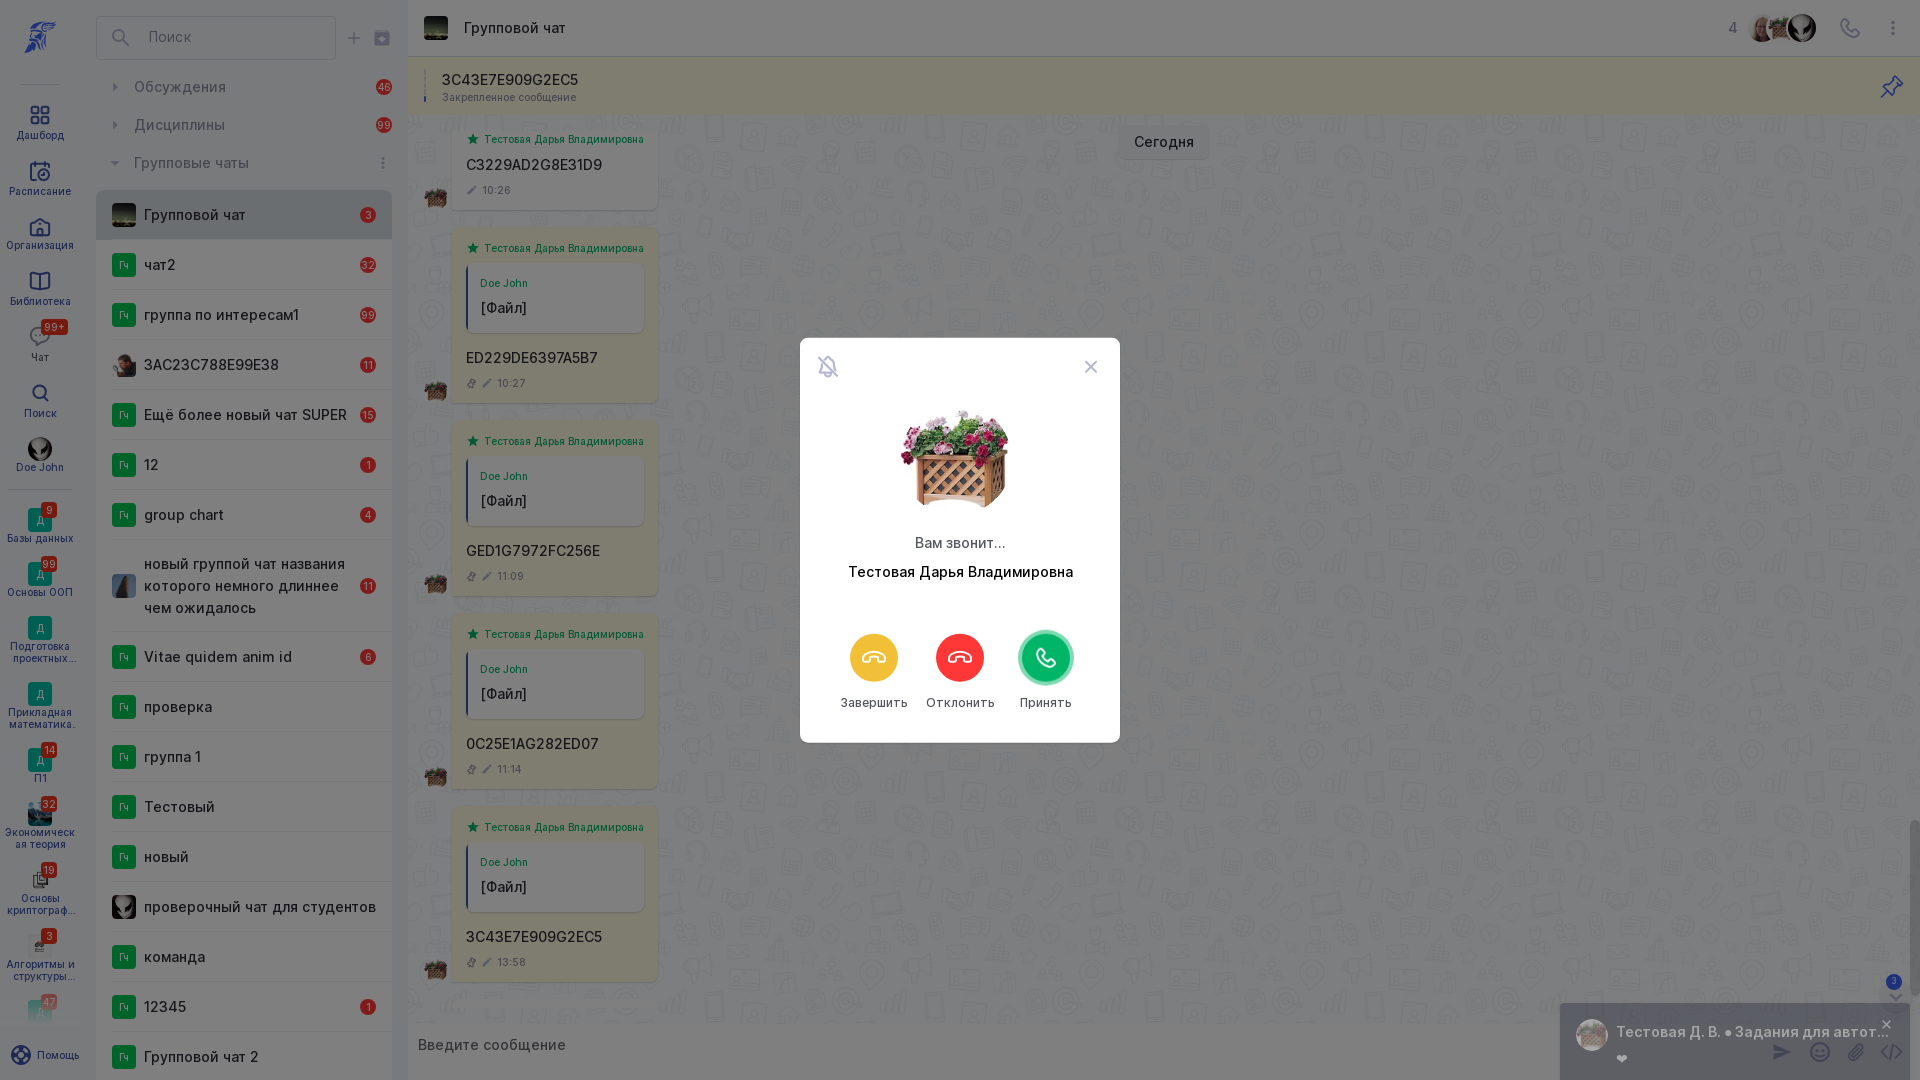 Дашборд
Расписание
Организация
Библиотека
99+
Чат
Поиск
Doe John
9
Д
Базы данных
99
Д
Основы ООП
Д
Подготовка
проектных...
Д
Прикладная
математика.
14
Д
П1
32
Экономическ
ая теория
19
Основы
криптограф...
3
Алгоритмы и
структуры...
47
Д
Помощь
Поиск
Обсуждения
46
Дисциплины
99
Групповые чаты
Групповой чат
3
Гч
чат2
32
Гч
группа по интересам1
99
3AC23C788E99E38
11
Гч
Ещё более новый чат SUPER
15
Гч
12
1
Гч
group chart
4
новый группой чат названия
которого немного длиннее
чем ожидалось
11
Гч
Vitae quidem anim id
6
Гч
проверка
Гч
группа 1
Гч
Тестовый
Гч
новый
проверочный чат для студентов
Гч
команда
Гч
12345
1
Гч
Групповой чат 2
Групповой чат
4
3C43E7E909G2EC5
Закрепленное сообщение
Сегодня
Тестовая Дарья Владимировна
C3229AD2G8E31D9
10:26
Тестовая Дарья Владимировна
Doe John
[Файл]
ED229DE6397A5B7
10:27
Тестовая Дарья Владимировна
Doe John
[Файл]
GED1G7972FC256E
11:09
Тестовая Дарья Владимировна
Doe John
[Файл]
0C25E1AG282ED07
11:14
Тестовая Дарья Владимировна
Doe John
[Файл]
3C43E7E909G2EC5
13:58
Введите сообщение
Вам звонит...
Тестовая Дарья Владимировна
Завершить
Отклонить
Принять
3
Тестовая Д. В. ● Задания для автот...
❤